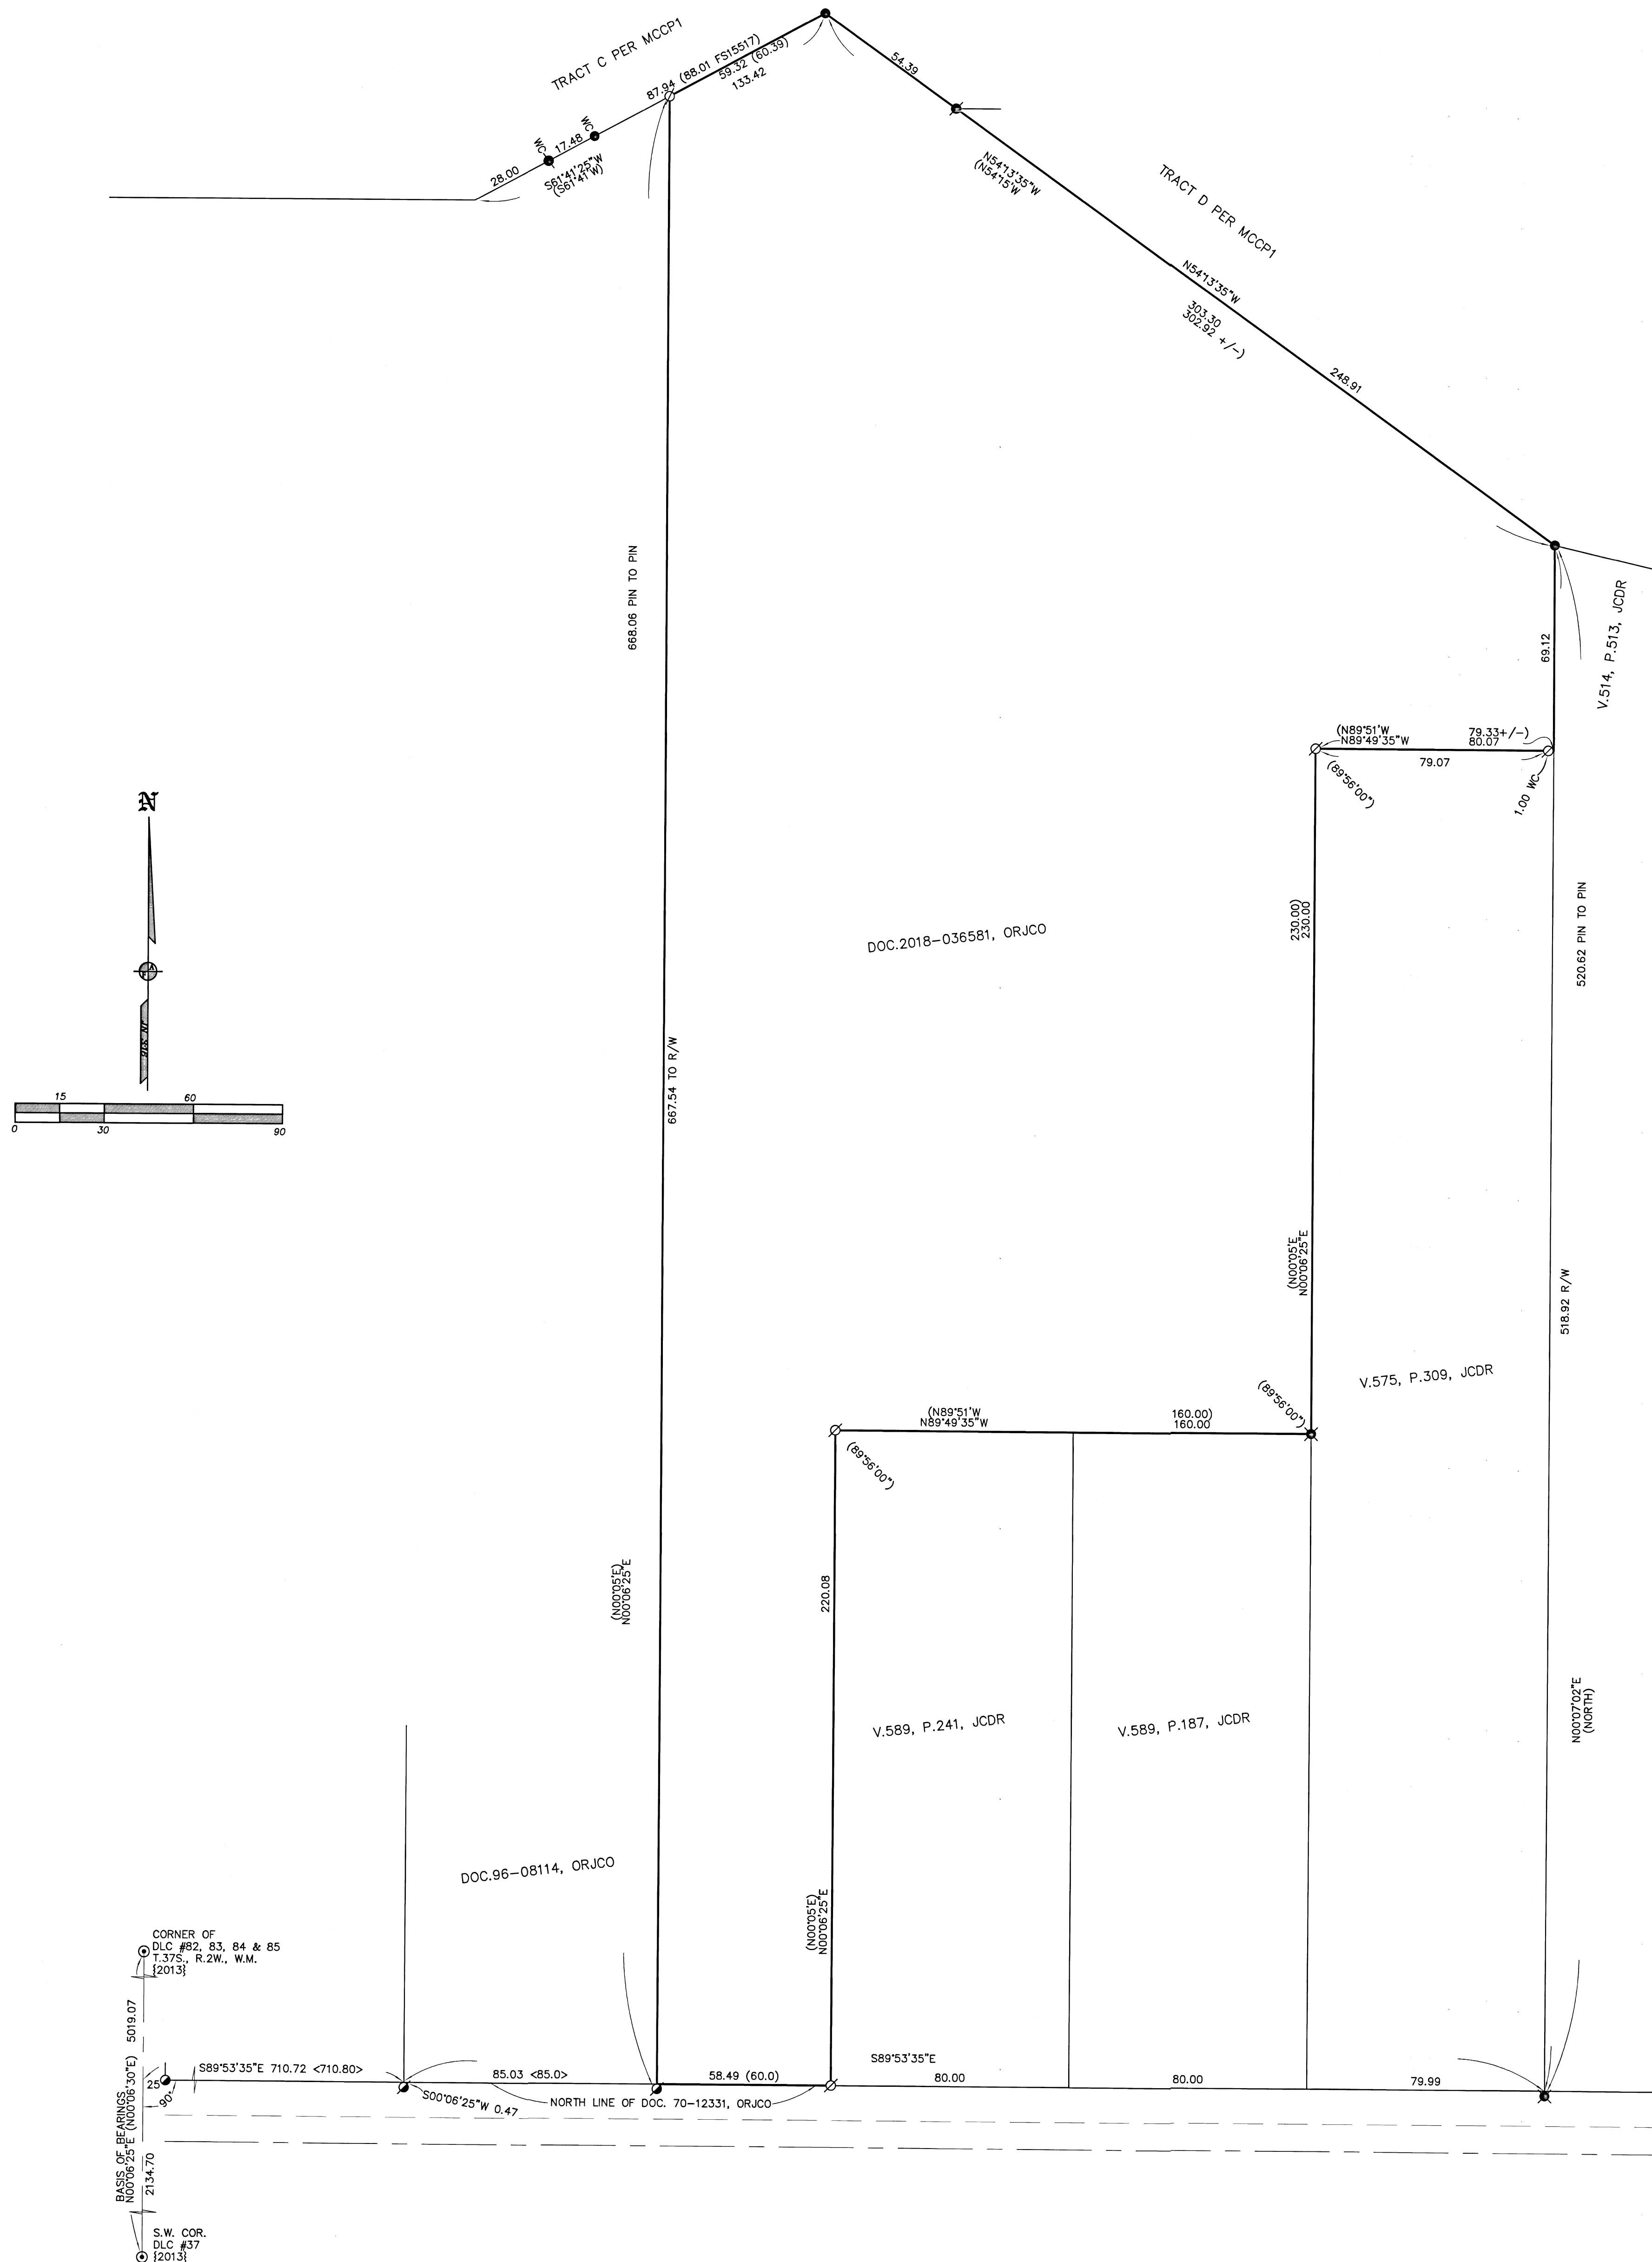 TRACT C PER MCCP1
87.94 (88.01 FS15517)
59.32 (60.39)
133.42
54.39
WC
WC
17.48
28.00
S61°41'25"W
(S61°41'W)
N54°13'35"W
(N54°15'W
TRACT D PER MCCP1
N54°13'35"W
303.30
302.92 +/-)
248.91
668.06 PIN TO PIN
69.12
V.514, P.513, JCDR
(N89°51'W
79.33+/-)
N89°49'35"W
80.07
79.07
(89°56'00")
1.00 WC
N
JN 316
15
60
0
30
90
DOC.2018-036581, ORJCO
230.00)
230.00
520.62 PIN TO PIN
667.54 TO R/W
(N00°05'E
N00°06'25"E
518.92 R/W
V.575, P.309, JCDR
(89°56'00")
(N89°51'W
160.00)
N89°49'35"W
160.00
(89°56'00")
(N00°05'E)
N00°06'25"E
220.08
V.589, P.241, JCDR
V.589, P.187, JCDR
N00°07'02"E
(NORTH)
DOC.96-08114, ORJCO
(N00°05'E)
N00°06'25"E
CORNER OF
DLC #82, 83, 84 & 85
T.37S., R.2W., W.M.
{2013}
5019.07
BASIS OF BEARINGS
N00°06'25"E (N00°06'30"E)
25
90°
S89°53'35"E 710.72 <710.80>
85.03 <85.0>
58.49 (60.0)
S89°53'35"E
80.00
80.00
79.99
S00°06'25"W 0.47
NORTH LINE OF DOC. 70-12331, ORJCO
2134.70
S.W. COR.
DLC #37
{2013}